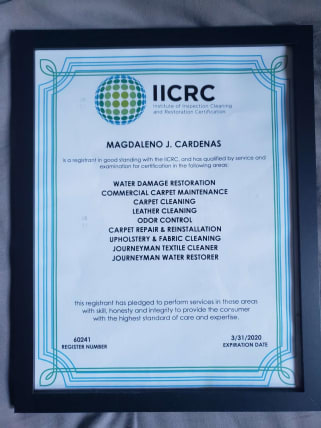 IICRC
Institute of Inspection Cleaning
and Restoration Certification
MAGDALENO J. CARDENAS
is a registrant in good standing with the IICRC, and has qualified by service and
examination for certification in the following areas:
WATER DAMAGE RESTORATION
COMMERCIAL CARPET MAINTENANCE
CARPET CLEANING
LEATHER CLEANING
ODOR CONTROL
CARPET REPAIR & REINSTALLATION
UPHOLSTERY & FABRIC CLEANING
JOURNEYMAN TEXTILE CLEANER
JOURNEYMAN WATER RESTORER
this registrant has pledged to perform services in these areas
with skill, honesty and integrity to provide the consumer
with the highest standard of care and expertise.
60241
REGISTER NUMBER
3/31/2020
EXPIRATION DATE